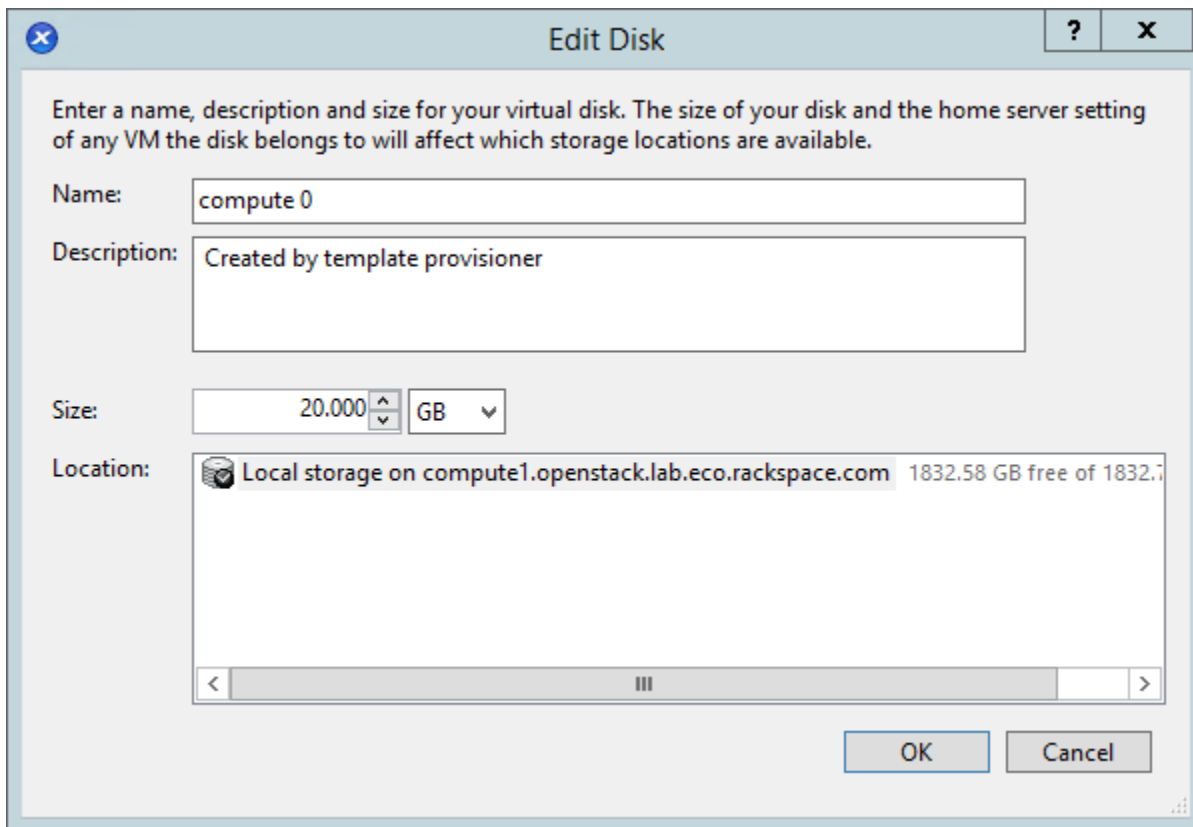 Edit Disk
? x
Enter a name, description and size for your virtual disk. The size of your disk and the home server setting
of any VM the disk belongs to will affect which storage locations are available.
Name: compute 0
Description: Created by template provisioner
Size: 20.000 GB
Location: Local storage on compute1.openstack.lab.eco.rackspace.com 1832.58 GB free of 1832.7
OK Cancel